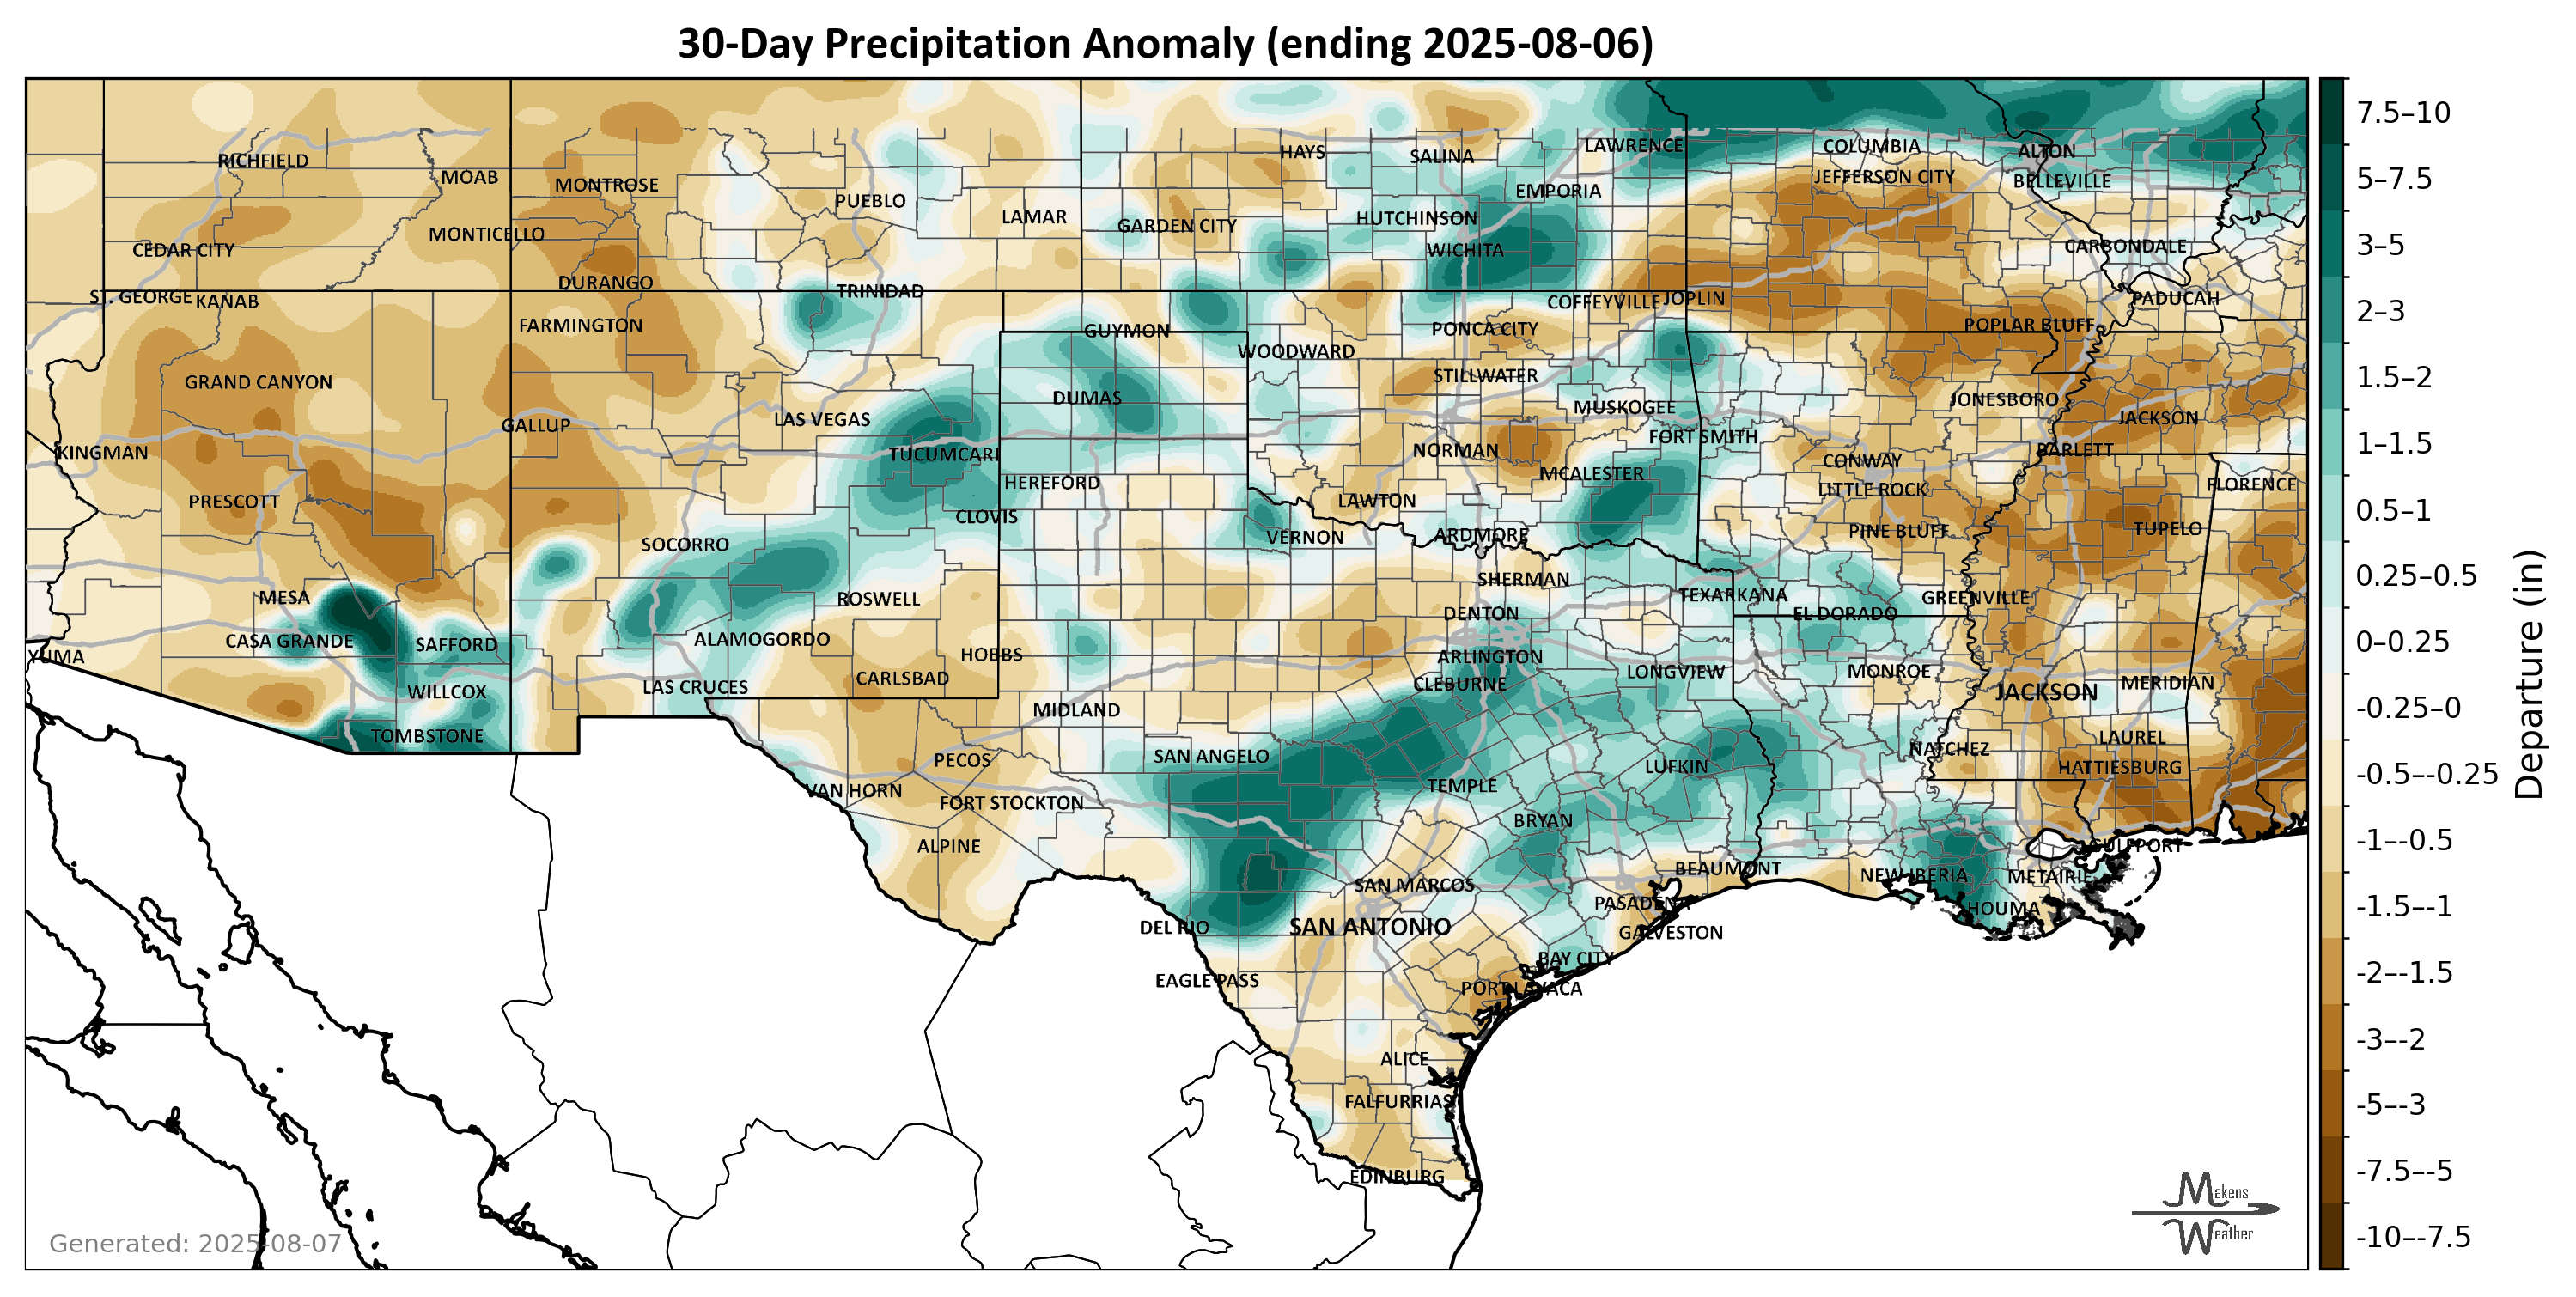 30-Day Precipitation Anomaly (ending 2025-08-06)
RICHFIELD
MOAB
MONTROSE
PUEBLO
LAMAR
HAYS
SALINA
LAWRENCE
COLUMBIA
ALTON
EMPORIA
JEFFERSON CITY
BELLEVILLE
CEDAR CITY
MONTICELLO
GARDEN CITY
HUTCHINSON
WICHITA
CARBONDALE
ST. GEORGE
KANAB
DURANGO
TRINIDAD
COFFEYVILLE
JOPLIN
PADUCAH
FARMINGTON
GUYMON
PONCA CITY
POPLAR BLUFF
WOODWARD
GRAND CANYON
DUMAS
STILLWATER
MUSKOGEE
JONESBORO
JACKSON
GALLUP
LAS VEGAS
FORT SMITH
KINGMAN
TUCUMCARI
NORMAN
BARLETT
CONWAY
PRESCOTT
HEREFORD
MCALESTER
LITTLE ROCK
FLORENCE
CLOVIS
LAWTON
PINE BLUFF
TUPELO
SOCORRO
VERNON
ARDMORE
SHERMAN
MESA
ROSWELL
DENTON
TEXARKANA
EL DORADO
GREENVILLE
CASA GRANDE
SAFFORD
ALAMOGORDO
HOBBS
ARLINGTON
YUMA
CARLSBAD
CLEBURNE
LONGVIEW
MONROE
WILLCOX
LAS CRUCES
MIDLAND
JACKSON
MERIDIAN
TOMBSTONE
PECOS
SAN ANGELO
LUFKIN
NATCHEZ
LAUREL
VAN HORN
FORT STOCKTON
TEMPLE
HATTIESBURG
ALPINE
BRYAN
GULFPORT
SAN MARCOS
BEAUMONT
NEW IBERIA
METAIRIE
DEL RIO
SAN ANTONIO
PASADENA
HOUMA
GALVESTON
EAGLE PASS
BAY CITY
PORT LAVACA
ALICE
FALFURRIAS
EDINBURG
7.5–10
5–7.5
3–5
2–3
1.5–2
1–1.5
0.5–1
0.25–0.5
0–0.25
-0.25–0
-0.5–-0.25
-1–-0.5
-1.5–-1
-2–-1.5
-3–-2
-5–-3
-7.5–-5
-10–-7.5
Departure (in)
Generated: 2025-08-07
Makens
Weather